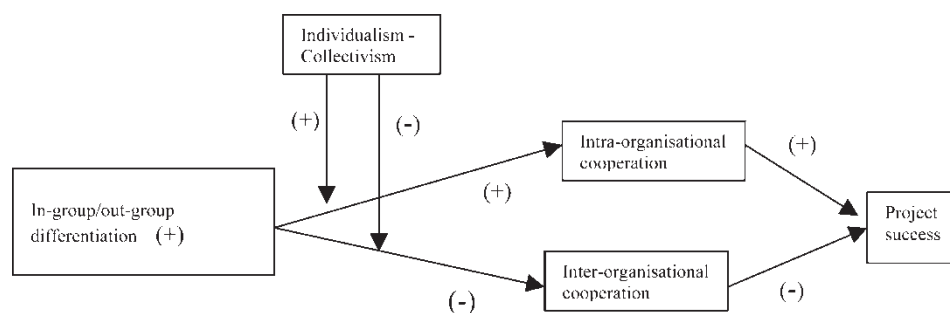 Individualism -
Collectivism
(+)
(-)
Intra-organisational
cooperation
(+)
(+)
In-group/out-group
differentiation (+)
Project
success
Inter-organisational
cooperation
(-)
(-)